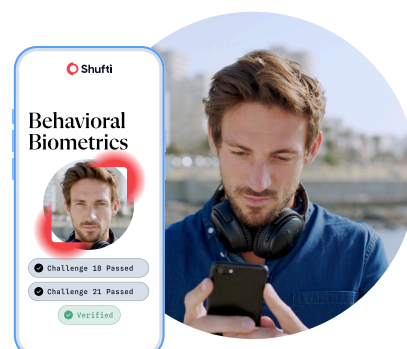 Shufti
Behavioral
Biometrics
Challenge 18 Passed
Challenge 21 Passed
Verified